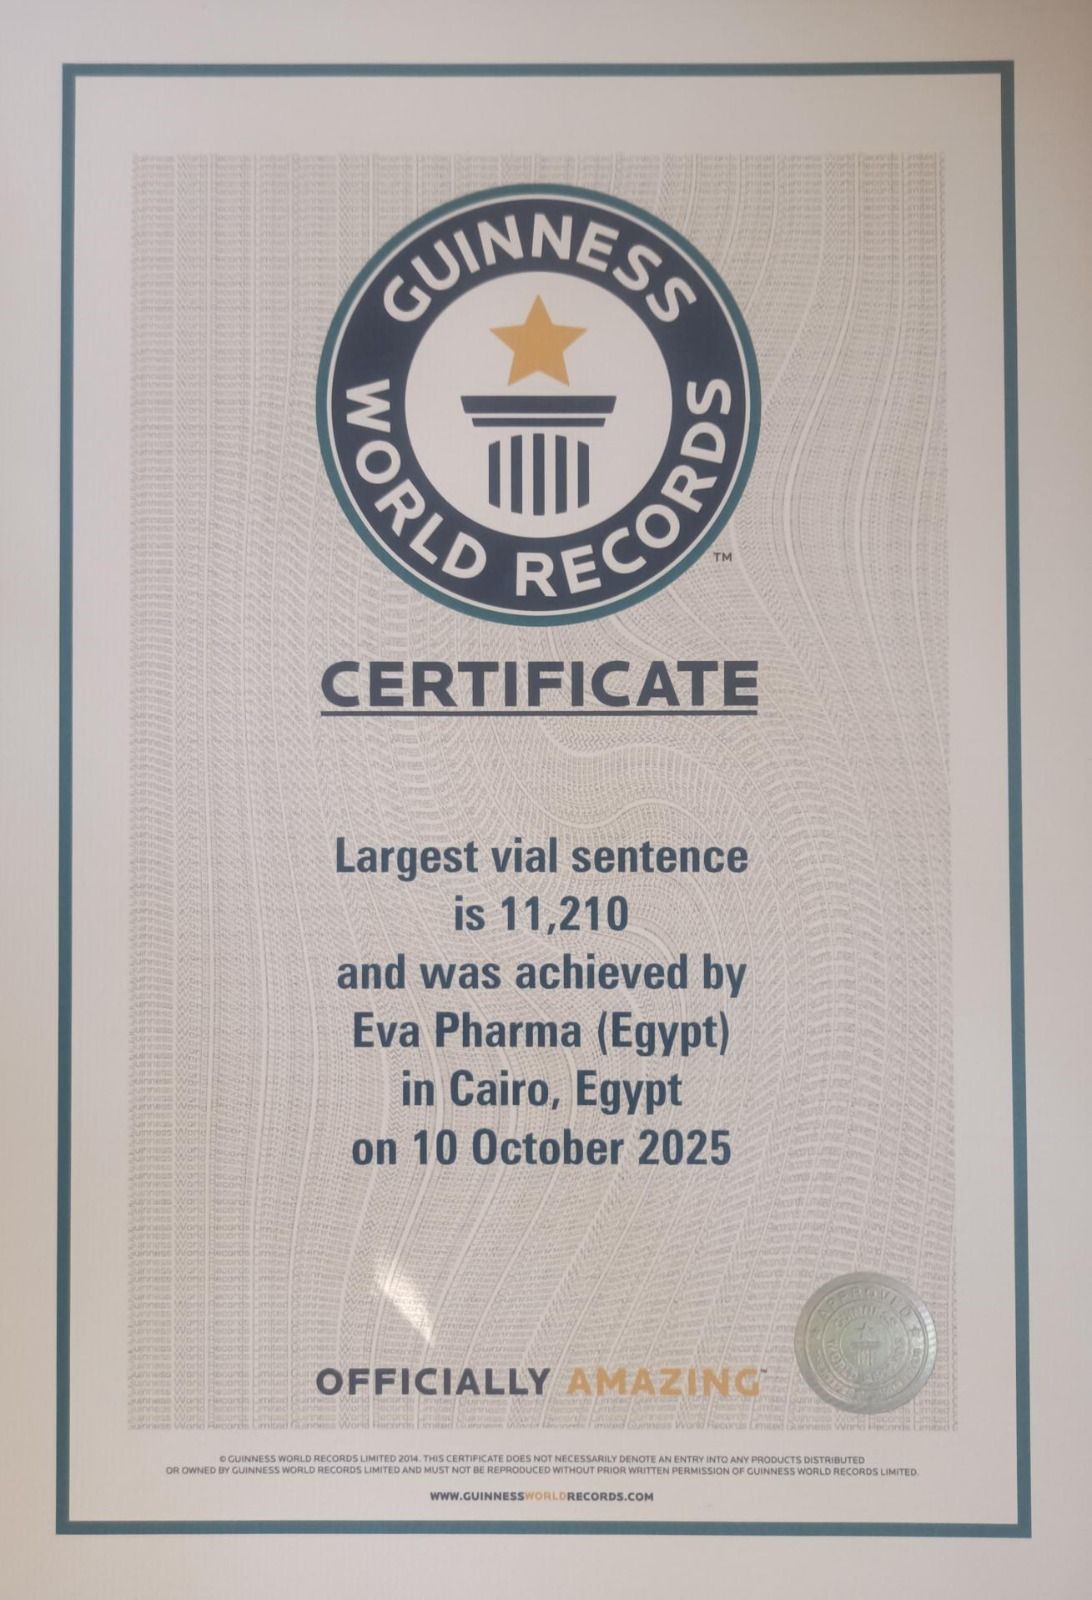 GUINNESS
WORLD RECORDS
TM
CERTIFICATE
Largest vial sentence
is 11,210
and was achieved by
Eva Pharma (Egypt)
in Cairo, Egypt
on 10 October 2025
OFFICIALLY AMAZING™
APPROVED
© GUINNESS WORLD RECORDS LIMITED 2014. THIS CERTIFICATE DOES NOT NECESSARILY DENOTE AN ENTRY INTO ANY PRODUCTS DISTRIBUTED
OR OWNED BY GUINNESS WORLD RECORDS LIMITED AND MUST NOT BE REPRODUCED WITHOUT PRIOR WRITTEN PERMISSION OF GUINNESS WORLD RECORDS LIMITED.
WWW.GUINNESSWORLDRECORDS.COM